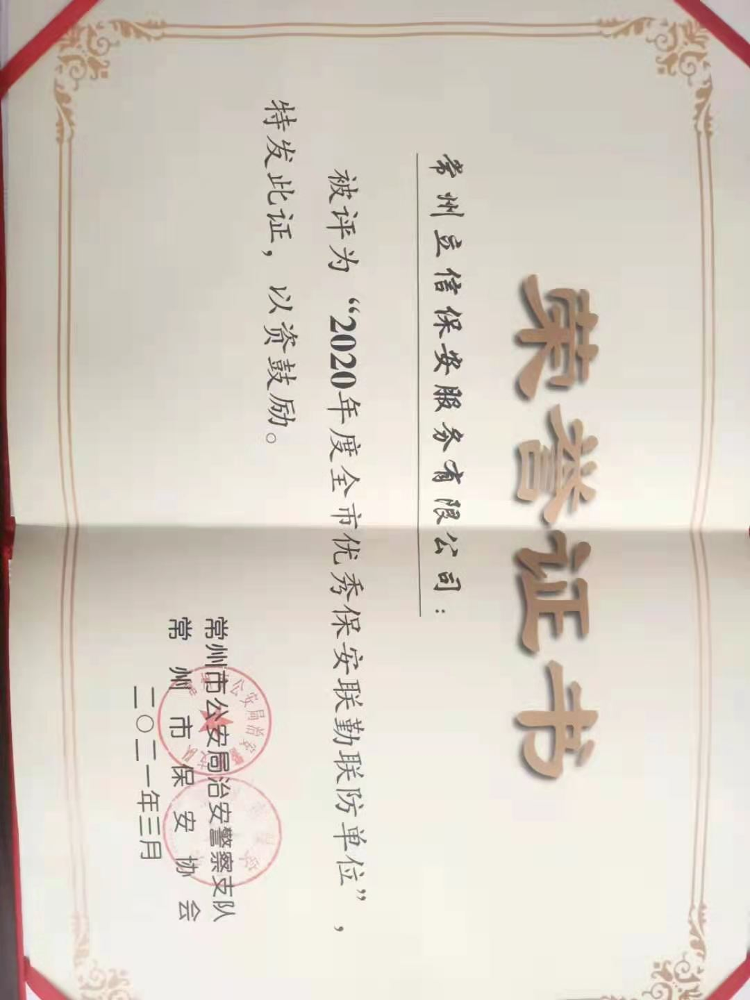 荣誉证书
常州立信保安服务有限公司：
被评为“2020年度全市优秀保安联勤联防单位”，
特发此证，以资鼓励。
常州市公安局治安警察支队
常州市保安协会
二〇二一年三月